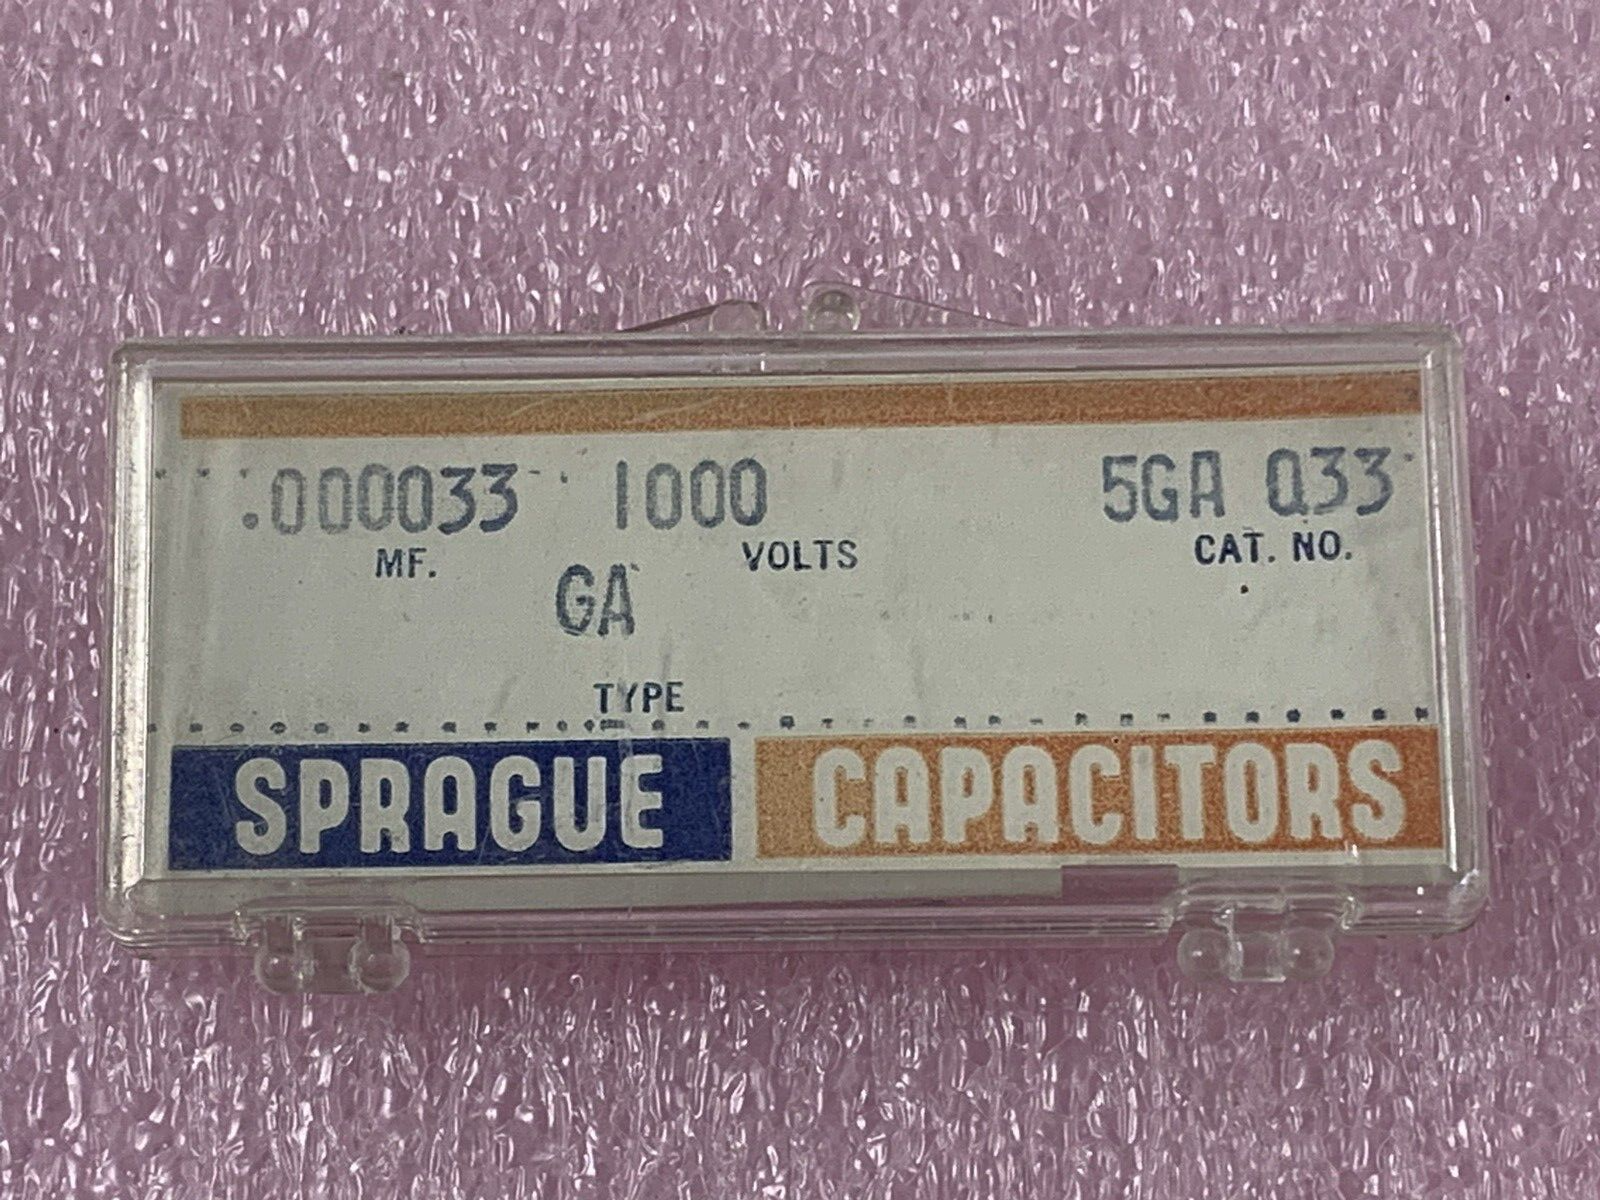 .000033 1000 5GA Q33
MF. VOLTS CAT. NO.
GA
TYPE
SPRAGUE CAPACITORS